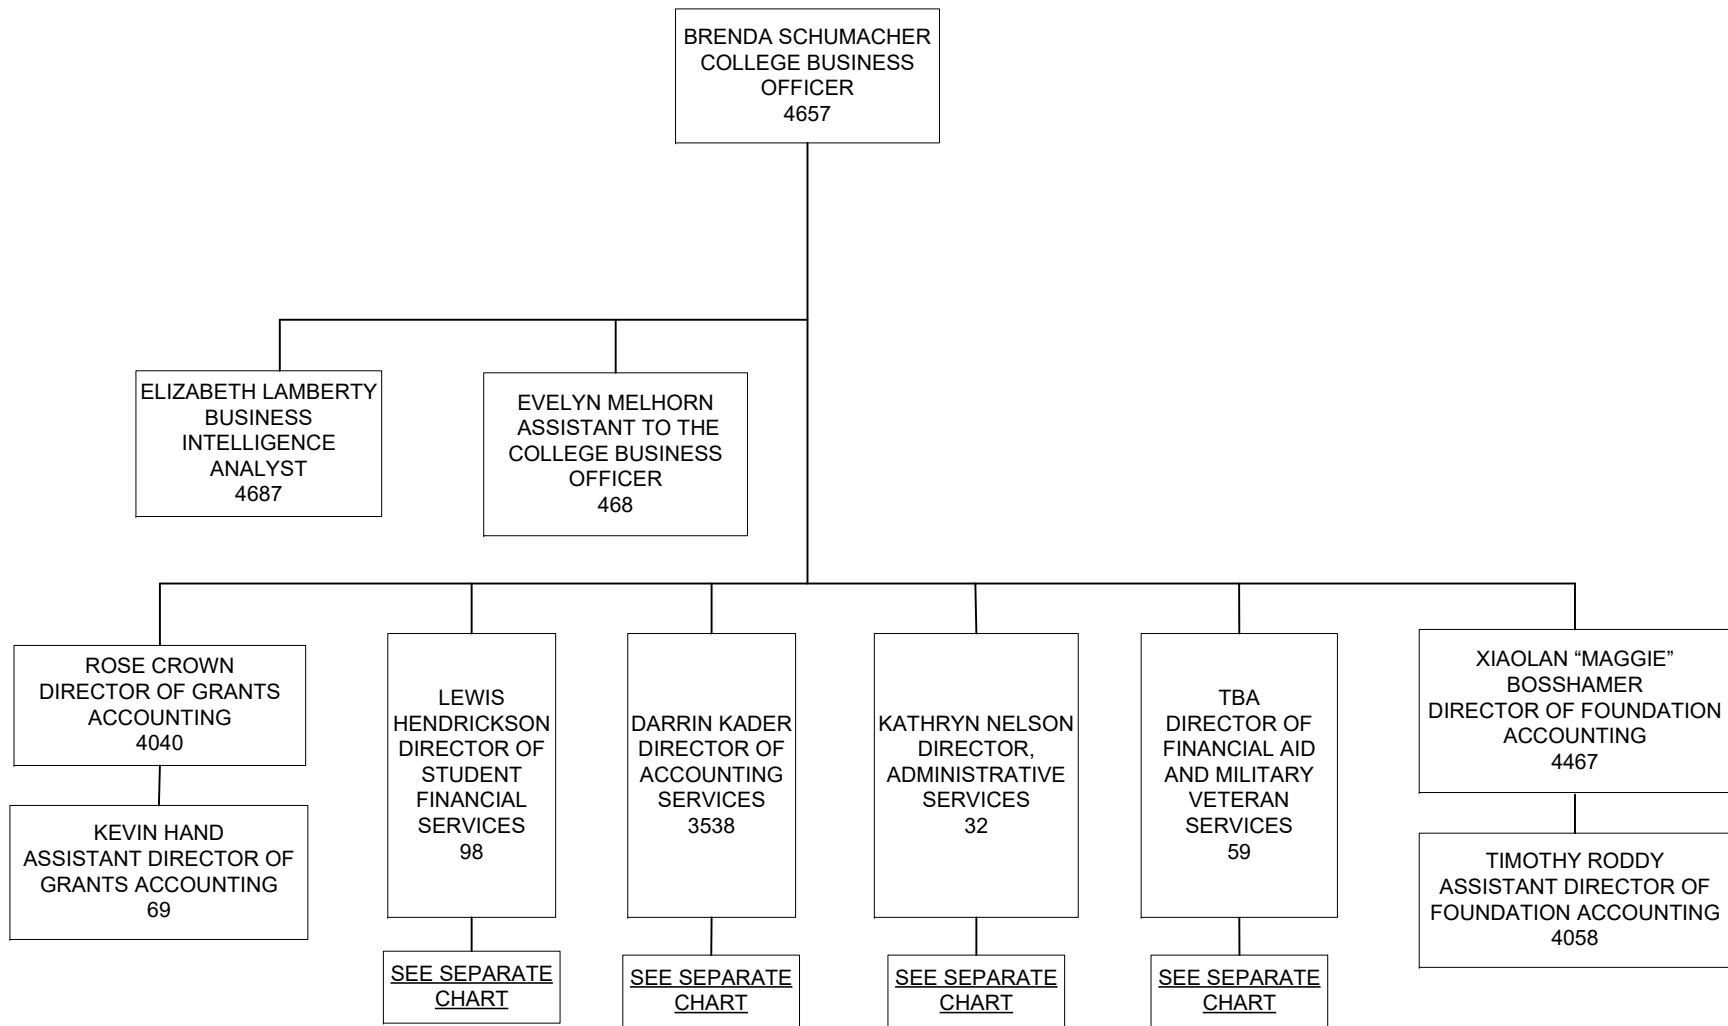 BRENDA SCHUMACHER
COLLEGE BUSINESS
OFFICER
4657
ELIZABETH LAMBERTY
BUSINESS
INTELLIGENCE
ANALYST
4687
EVELYN MELHORN
ASSISTANT TO THE
COLLEGE BUSINESS
OFFICER
468
ROSE CROWN
DIRECTOR OF GRANTS
ACCOUNTING
4040
KEVIN HAND
ASSISTANT DIRECTOR OF
GRANTS ACCOUNTING
69
LEWIS
HENDRICKSON
DIRECTOR OF
STUDENT
FINANCIAL
SERVICES
98
SEE SEPARATE
CHART
DARRIN KADER
DIRECTOR OF
ACCOUNTING
SERVICES
3538
SEE SEPARATE
CHART
KATHRYN NELSON
DIRECTOR,
ADMINISTRATIVE
SERVICES
32
SEE SEPARATE
CHART
TBA
DIRECTOR OF
FINANCIAL AID
AND MILITARY
VETERAN
SERVICES
59
SEE SEPARATE
CHART
XIAOLAN “MAGGIE”
BOSSHAMER
DIRECTOR OF FOUNDATION
ACCOUNTING
4467
TIMOTHY RODDY
ASSISTANT DIRECTOR OF
FOUNDATION ACCOUNTING
4058